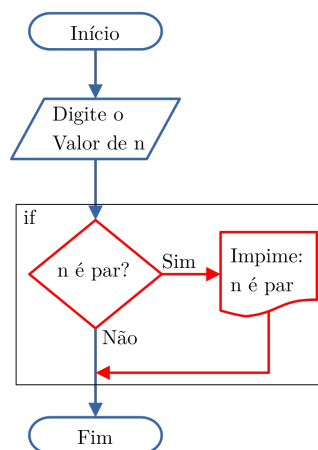 Início
Digite o
Valor de n
if
n é par?
Sim
Impime:
n é par
Não
Fim